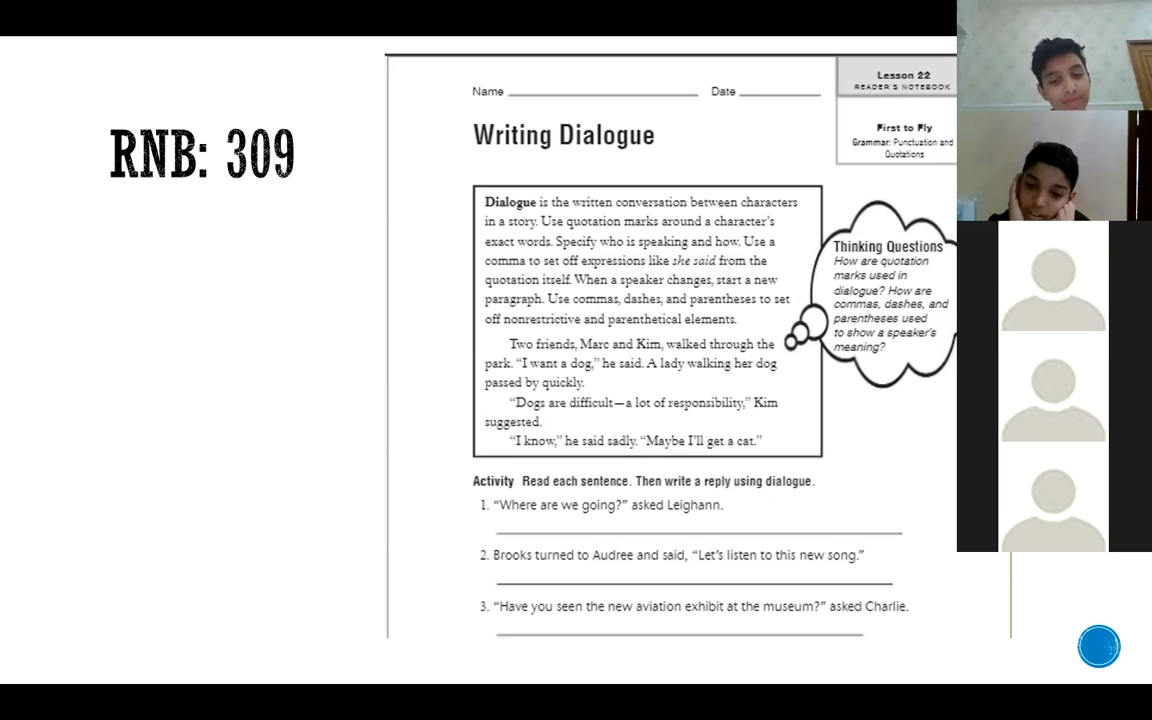 RNB: 309
Name
Date
Lesson 22
READER'S NOTEBOOK
First to Fly
Grammar: Punctuation and
Quotations
Writing Dialogue
Dialogue is the written conversation between characters
in a story. Use quotation marks around a character's
exact words. Specify who is speaking and how. Use a
comma to set off expressions like she said from the
quotation itself. When a speaker changes, start a new
paragraph. Use commas, dashes, and parentheses to set
off nonrestrictive and parenthetical elements.
Two friends, Marc and Kim, walked through the
park. “I want a dog,” he said. A lady walking her dog
passed by quickly.
“Dogs are difficult—a lot of responsibility,” Kim
suggested.
“I know,” he said sadly. “Maybe I'll get a cat.”
Thinking Questions
How are quotation
marks used in
dialogue? How are
commas, dashes, and
parentheses used
to show a speaker's
meaning?
Activity Read each sentence. Then write a reply using dialogue.
1. “Where are we going?” asked Leighann.
2. Brooks turned to Audree and said, “Let's listen to this new song.”
3. “Have you seen the new aviation exhibit at the museum?” asked Charlie.